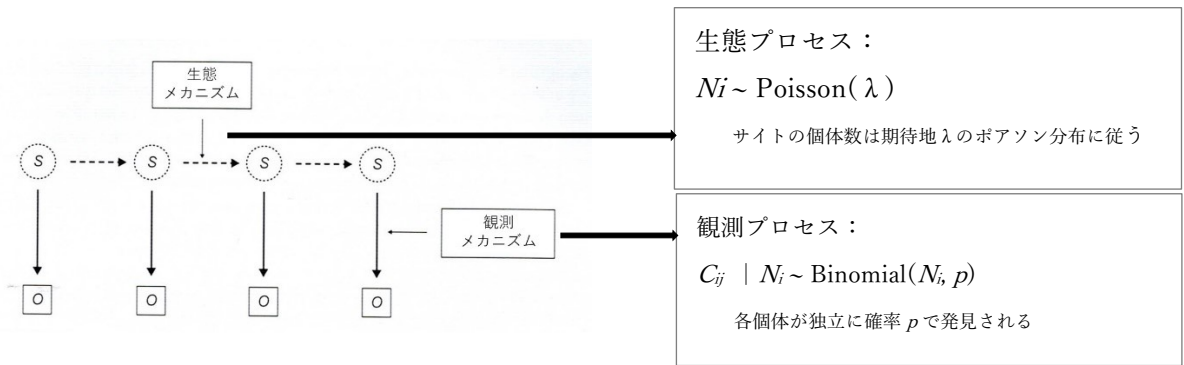 生態
メカニズム
S
S
S
S
観測
メカニズム
O
O
O
O
生態プロセス：
Ni ~ Poisson(λ)
サイトの個体数は期待地λのポアソン分布に従う
観測プロセス：
Cij | Ni ~ Binomial(Ni, p)
各個体が独立に確率 p で発見される